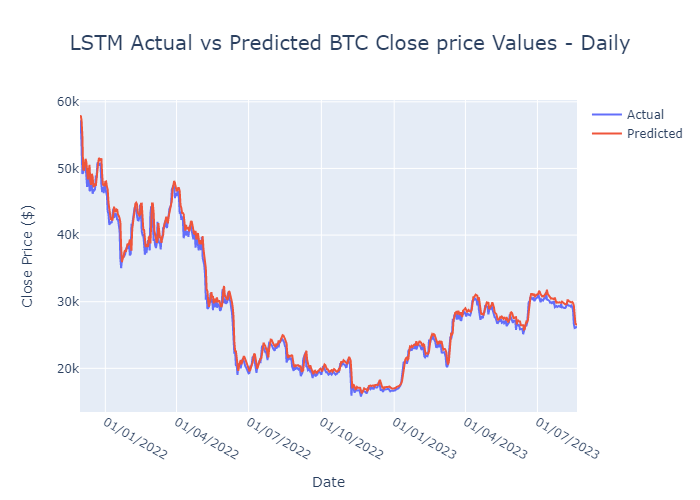 LSTM Actual vs Predicted BTC Close price Values - Daily
60k
50k
40k
30k
20k
Close Price ($)
01/01/2022
01/04/2022
01/07/2022
01/10/2022
01/01/2023
01/04/2023
01/07/2023
Date
Actual
Predicted